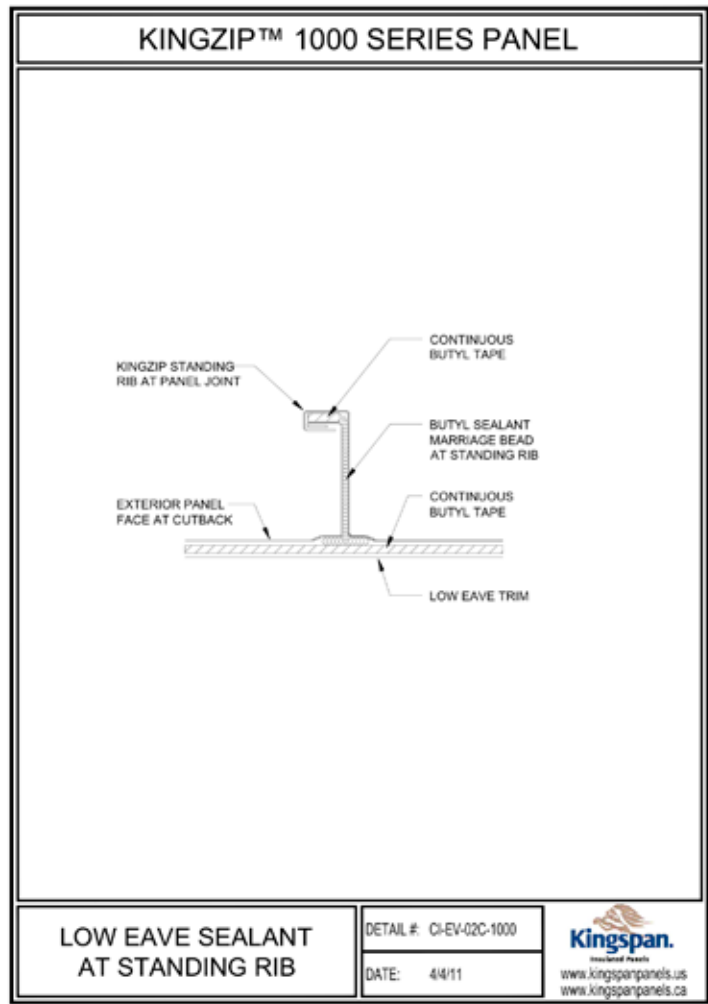 KINGZIP™ 1000 SERIES PANEL
CONTINUOUS
BUTYL TAPE
KINGZIP STANDING
RIB AT PANEL JOINT
BUTYL SEALANT
MARRIAGE BEAD
AT STANDING RIB
CONTINUOUS
BUTYL TAPE
EXTERIOR PANEL
FACE AT CUTBACK
LOW EAVE TRIM
LOW EAVE SEALANT
AT STANDING RIB
DETAIL #: CI-EV-02C-1000
DATE: 4/4/11
Kingspan.
Insulated Panels
www.kingspanpanels.us
www.kingspanpanels.ca